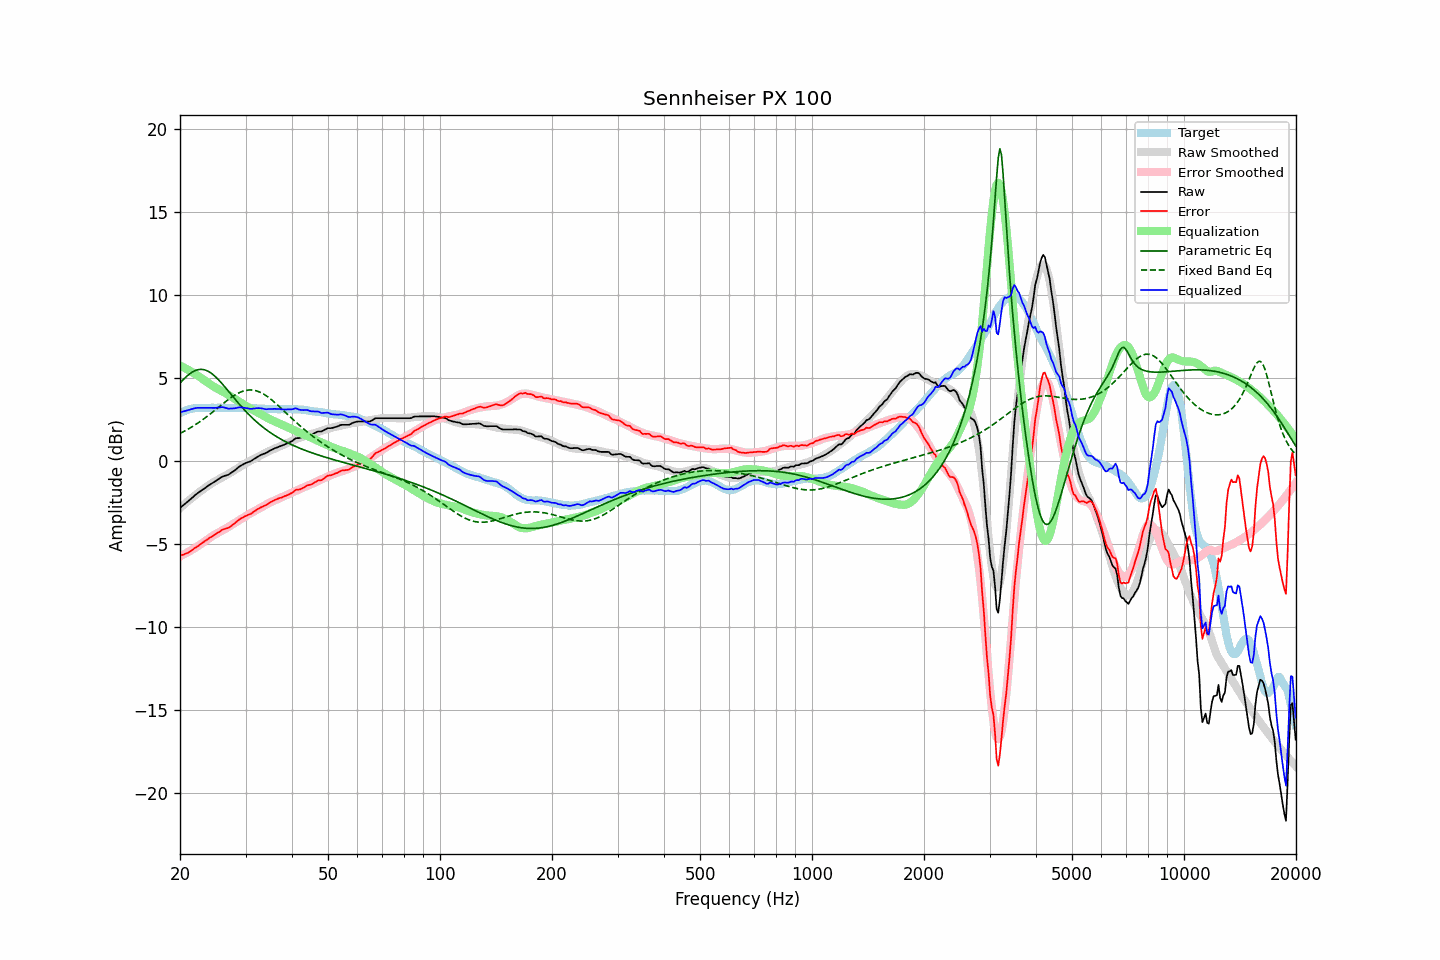 Sennheiser PX 100
Target
Raw Smoothed
Error Smoothed
Raw
Error
Equalization
Parametric Eq
Fixed Band Eq
Equalized
Amplitude (dBr)
20
15
10
5
0
−5
−10
−15
−20
20 50 100 200 500 1000 2000 5000 10000 20000
Frequency (Hz)